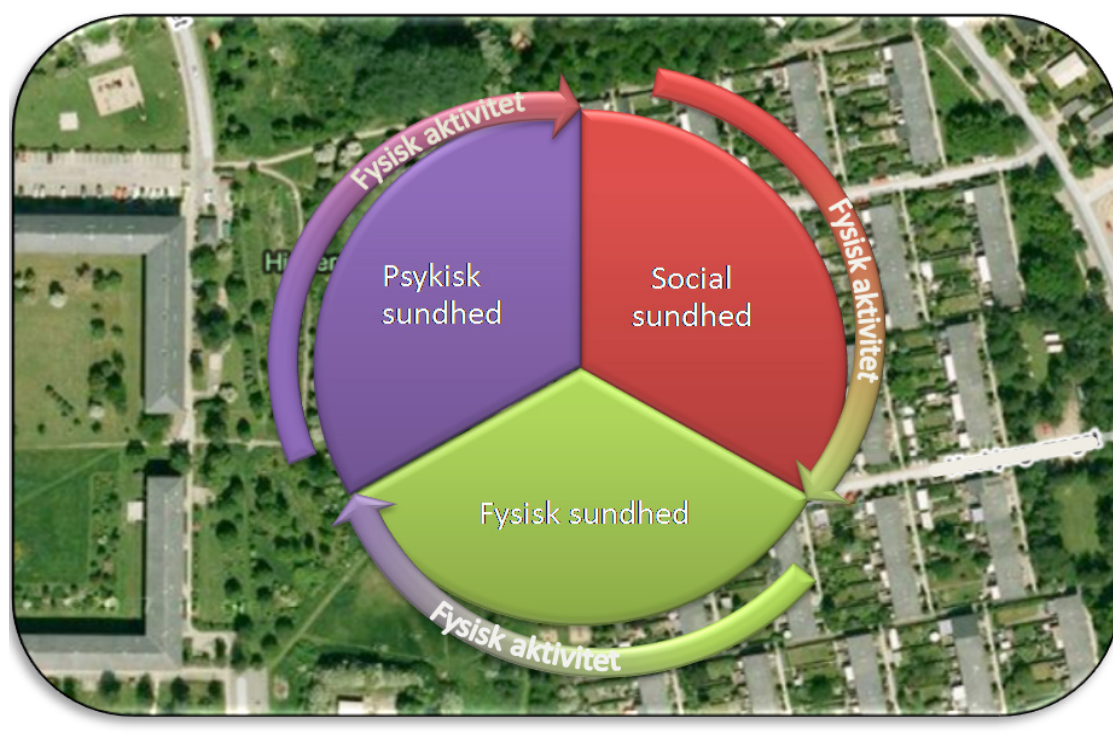 Fysisk aktivitet
Fysisk aktivitet
Psykisk
sundhed
Social
sundhed
Fysisk sundhed
Fysisk aktivitet